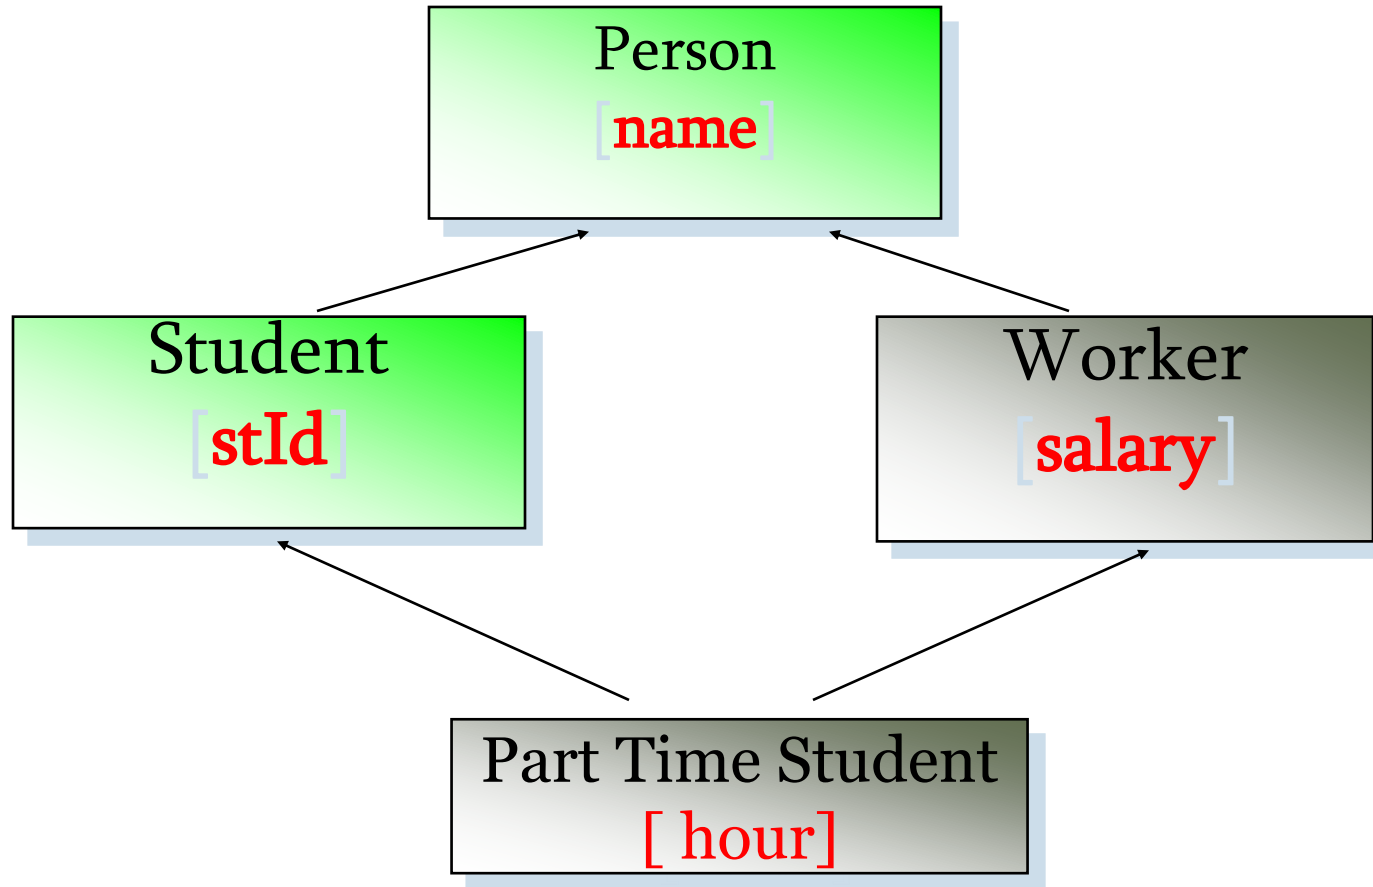 Person
[name]
Student
[stId]
Worker
[salary]
Part Time Student
[ hour]